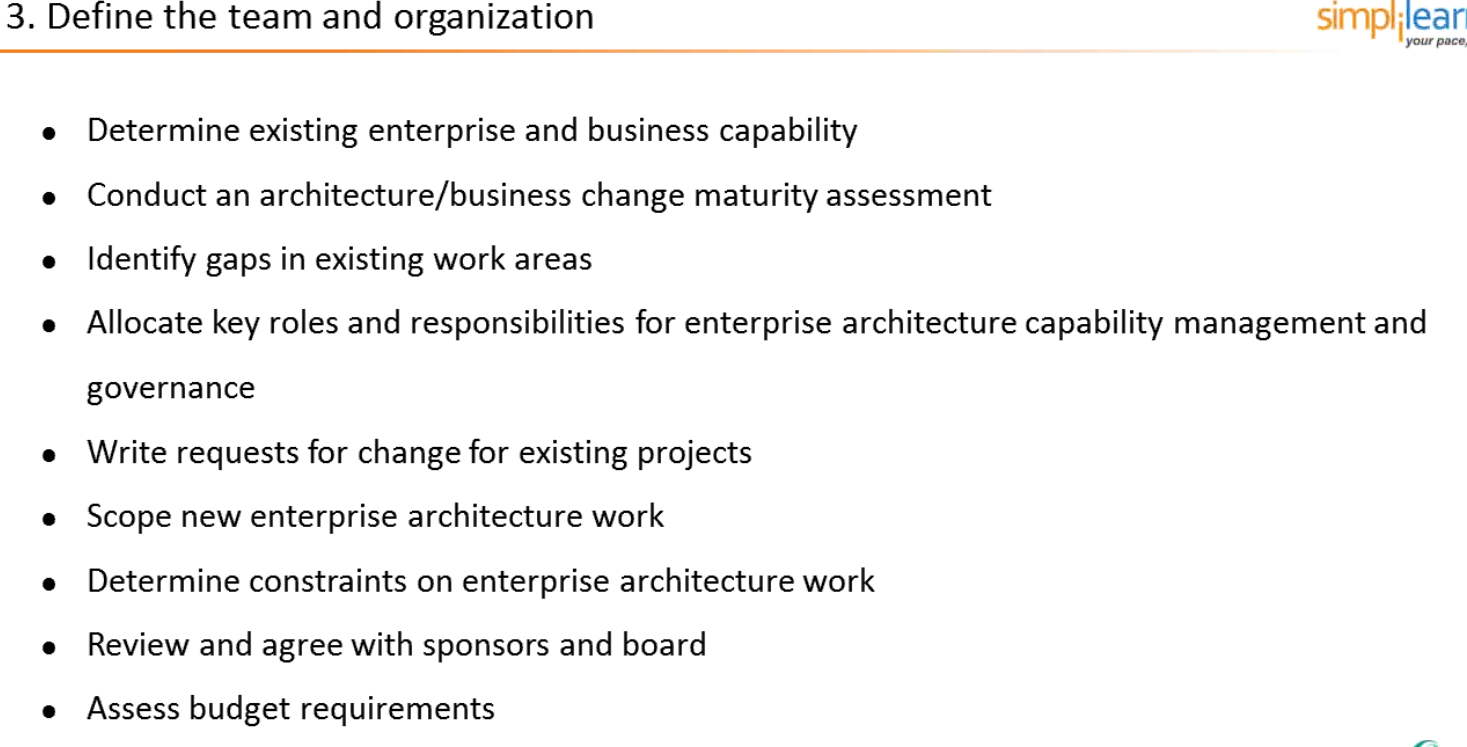 3. Define the team and organization
simplilear
your pace,
● Determine existing enterprise and business capability
● Conduct an architecture/business change maturity assessment
● Identify gaps in existing work areas
● Allocate key roles and responsibilities for enterprise architecture capability management and
governance
● Write requests for change for existing projects
● Scope new enterprise architecture work
● Determine constraints on enterprise architecture work
● Review and agree with sponsors and board
● Assess budget requirements